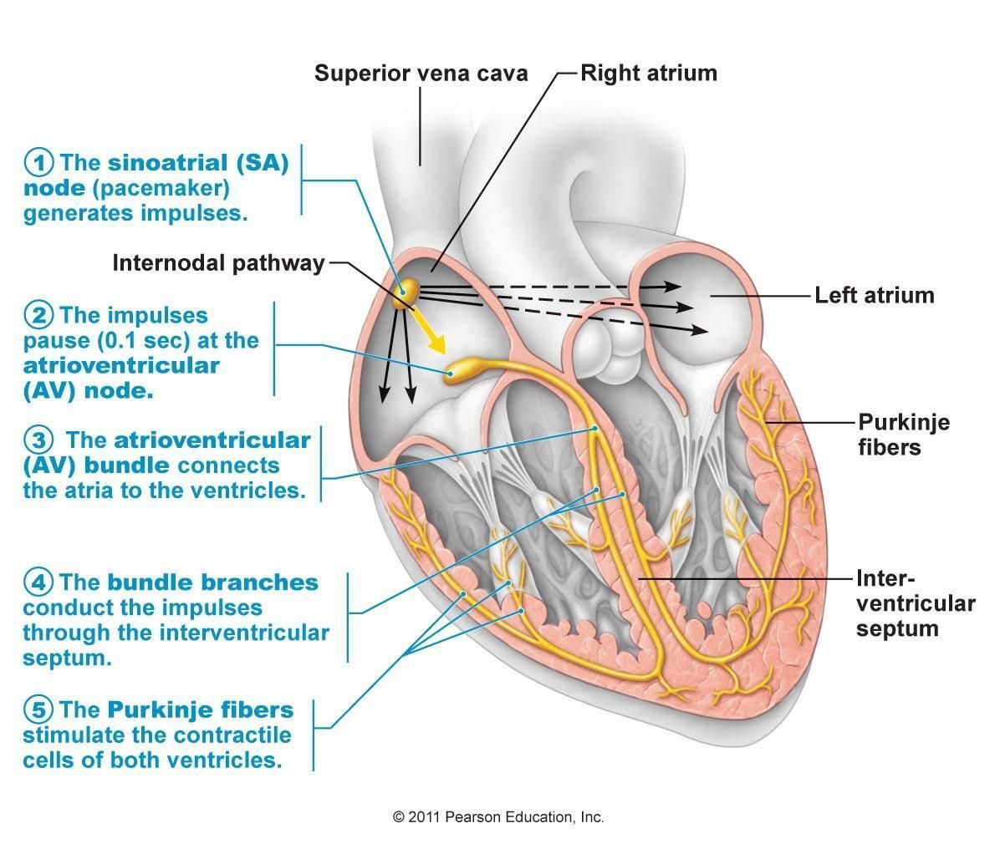 Superior vena cava
Right atrium
① The sinoatrial (SA)
node (pacemaker)
generates impulses.
Internodal pathway
② The impulses
pause (0.1 sec) at the
atrioventricular
(AV) node.
Left atrium
③ The atrioventricular
(AV) bundle connects
the atria to the ventricles.
Purkinje
fibers
④ The bundle branches
conduct the impulses
through the interventricular
septum.
Inter-
ventricular
septum
⑤ The Purkinje fibers
stimulate the contractile
cells of both ventricles.
© 2011 Pearson Education, Inc.